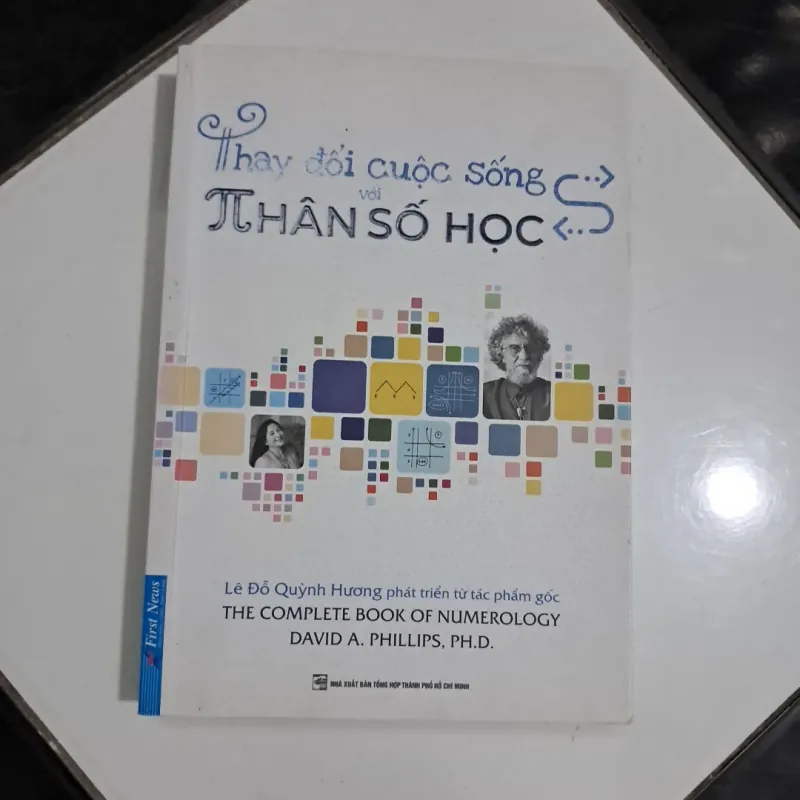 Thay đổi cuộc sống
với
NHÂN SỐ HỌC
Lê Đỗ Quỳnh Hương phát triển từ tác phẩm gốc
THE COMPLETE BOOK OF NUMEROLOGY
DAVID A. PHILLIPS, PH.D.
NHÀ XUẤT BẢN TỔNG HỢP THÀNH PHỐ HỒ CHÍ MINH
First News